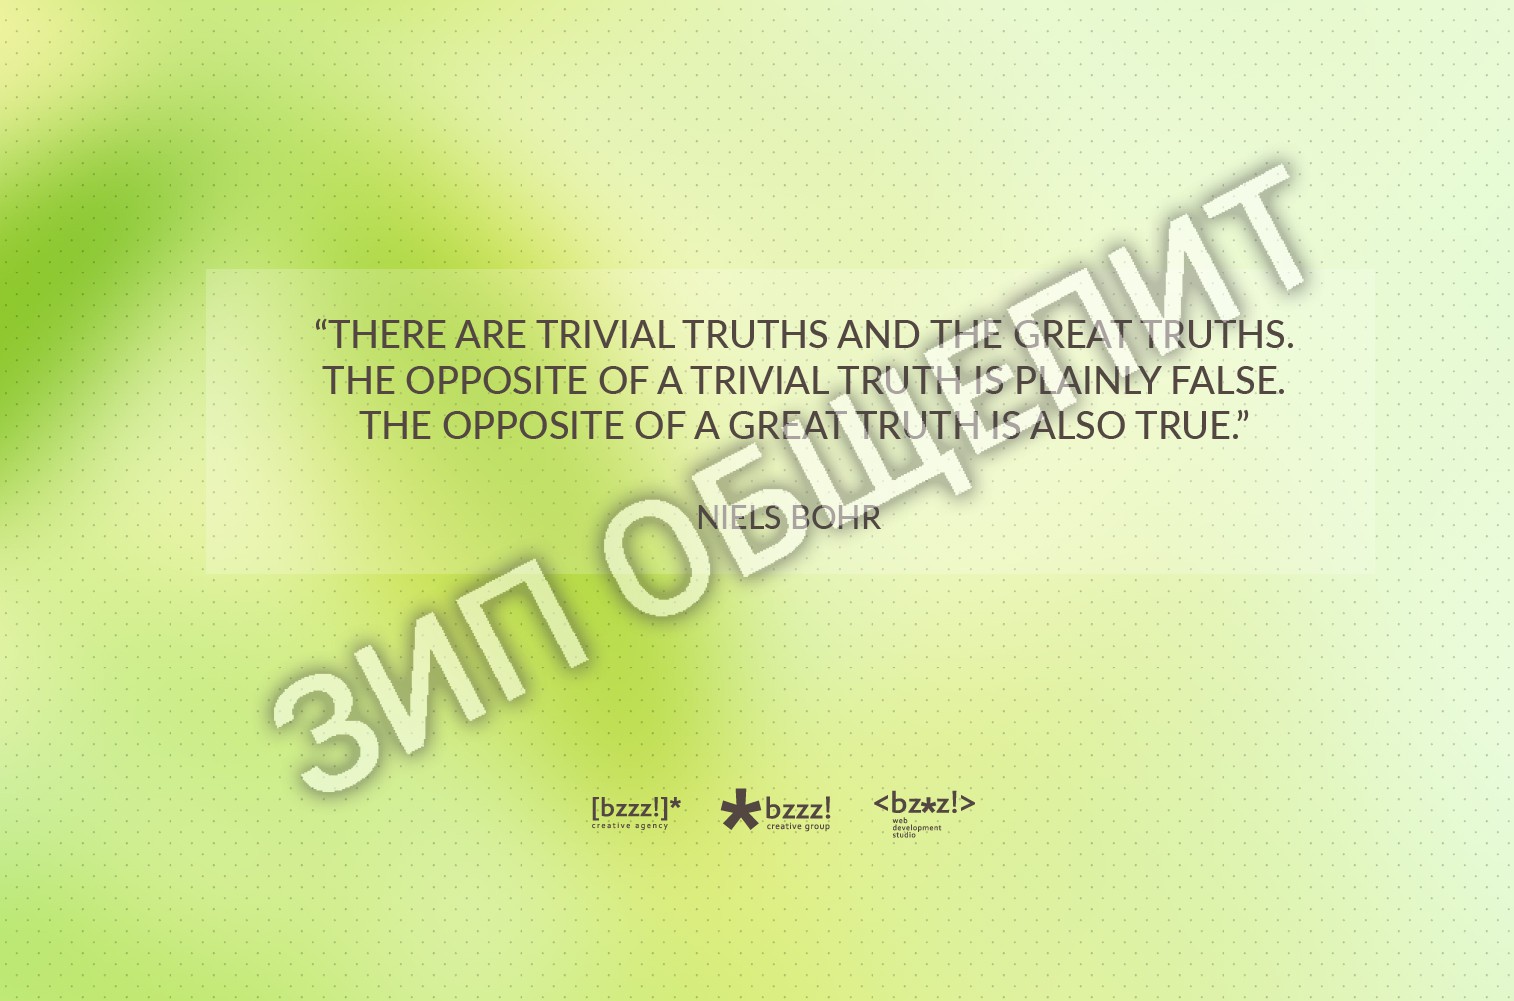 “THERE ARE TRIVIAL TRUTHS AND THE GREAT TRUTHS.
THE OPPOSITE OF A TRIVIAL TRUTH IS PLAINLY FALSE.
THE OPPOSITE OF A GREAT TRUTH IS ALSO TRUE.”
NIELS BOHR
ЗИП ОБЩЕПИТ
[bzzz!]*
creative agency
*bzzz!
creative group
<bz*z!>
web
development
studio